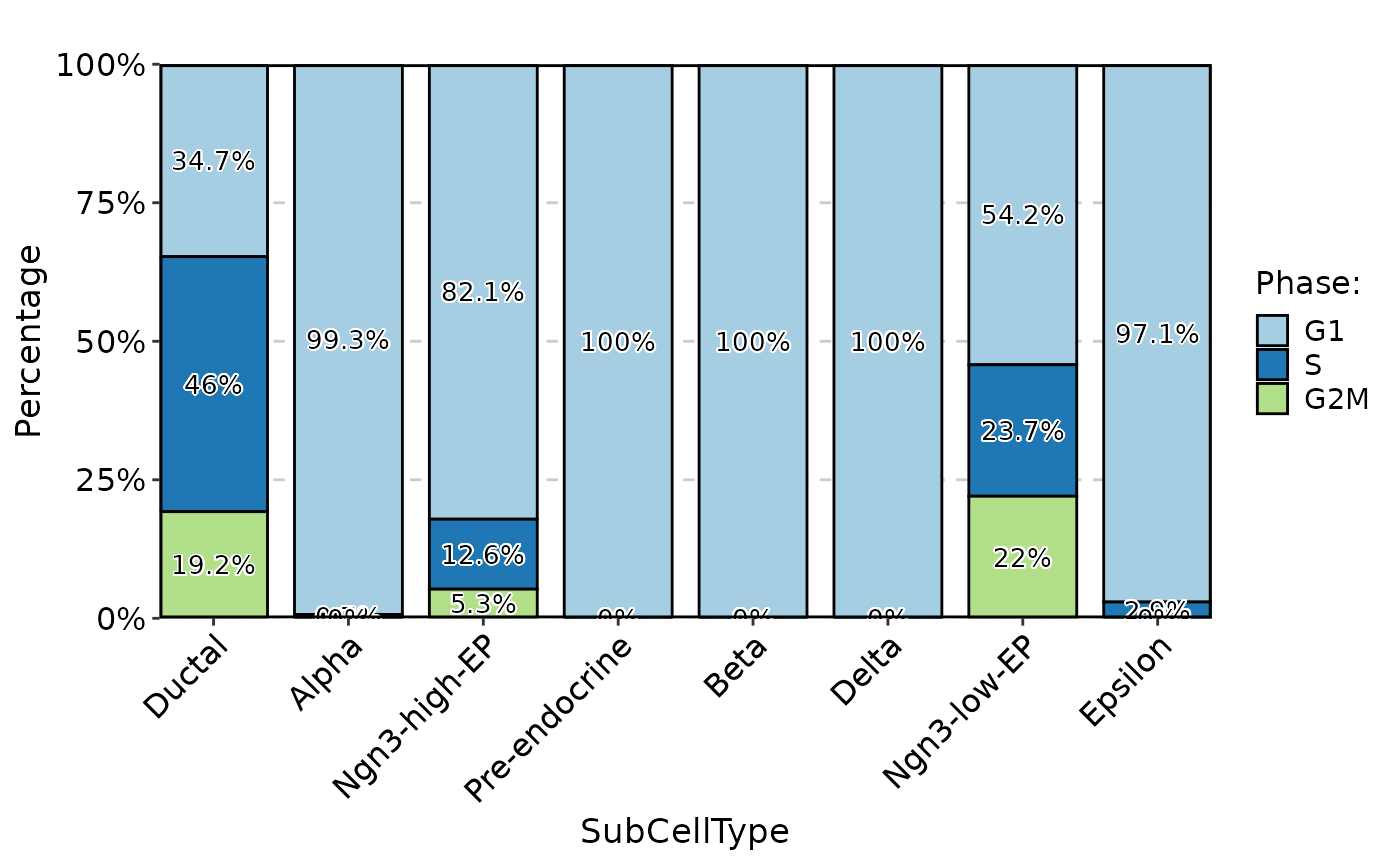 100%
75%
50%
25%
0%
Percentage
34.7%
46%
19.2%
99.3%
82.1%
12.6%
5.3%
100%
0%
100%
0%
100%
0%
54.2%
23.7%
22%
97.1%
Ductal
Alpha
Ngn3-high-EP
Pre-endocrine
Beta
Delta
Ngn3-low-EP
Epsilon
SubCellType
Phase:
G1
S
G2M